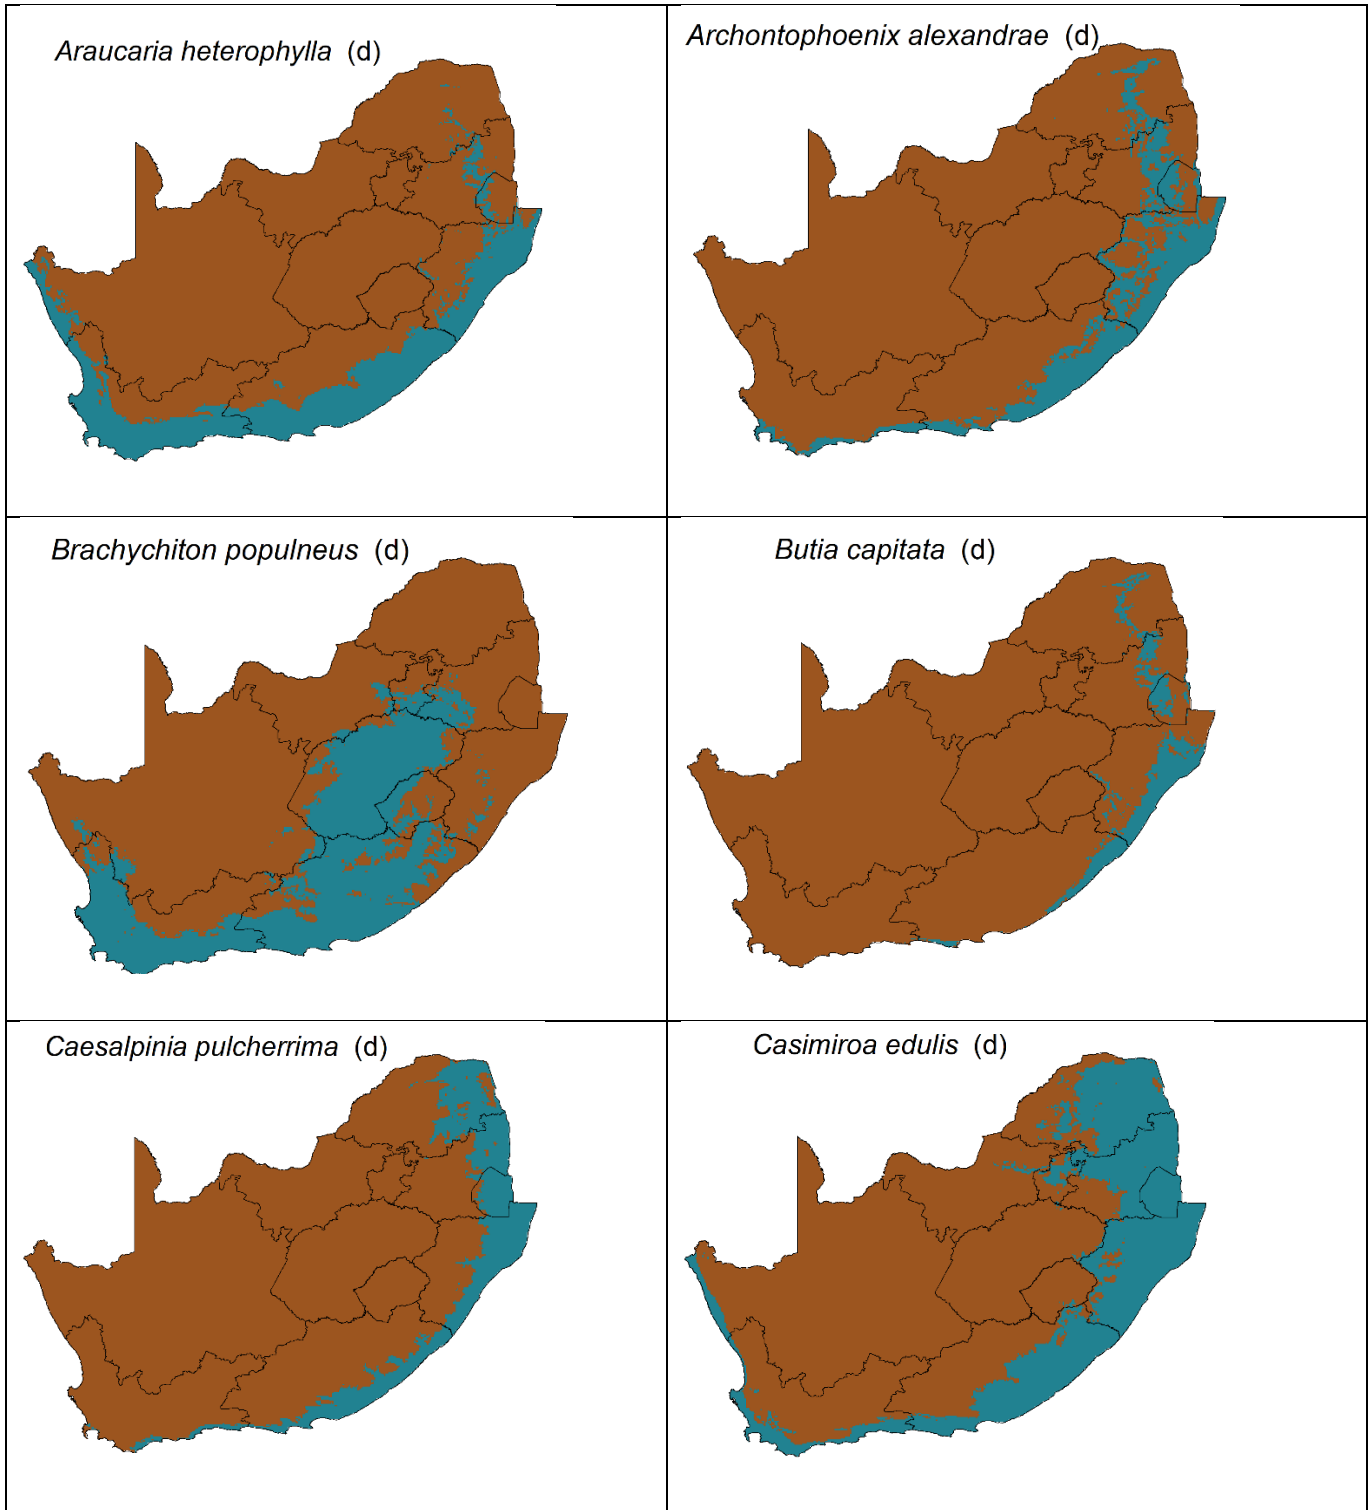 Araucaria heterophylla (d)
Archontophoenix alexandrae (d)
Brachychiton populneus (d)
Butia capitata (d)
Caesalpinia pulcherrima (d)
Casimiroa edulis (d)